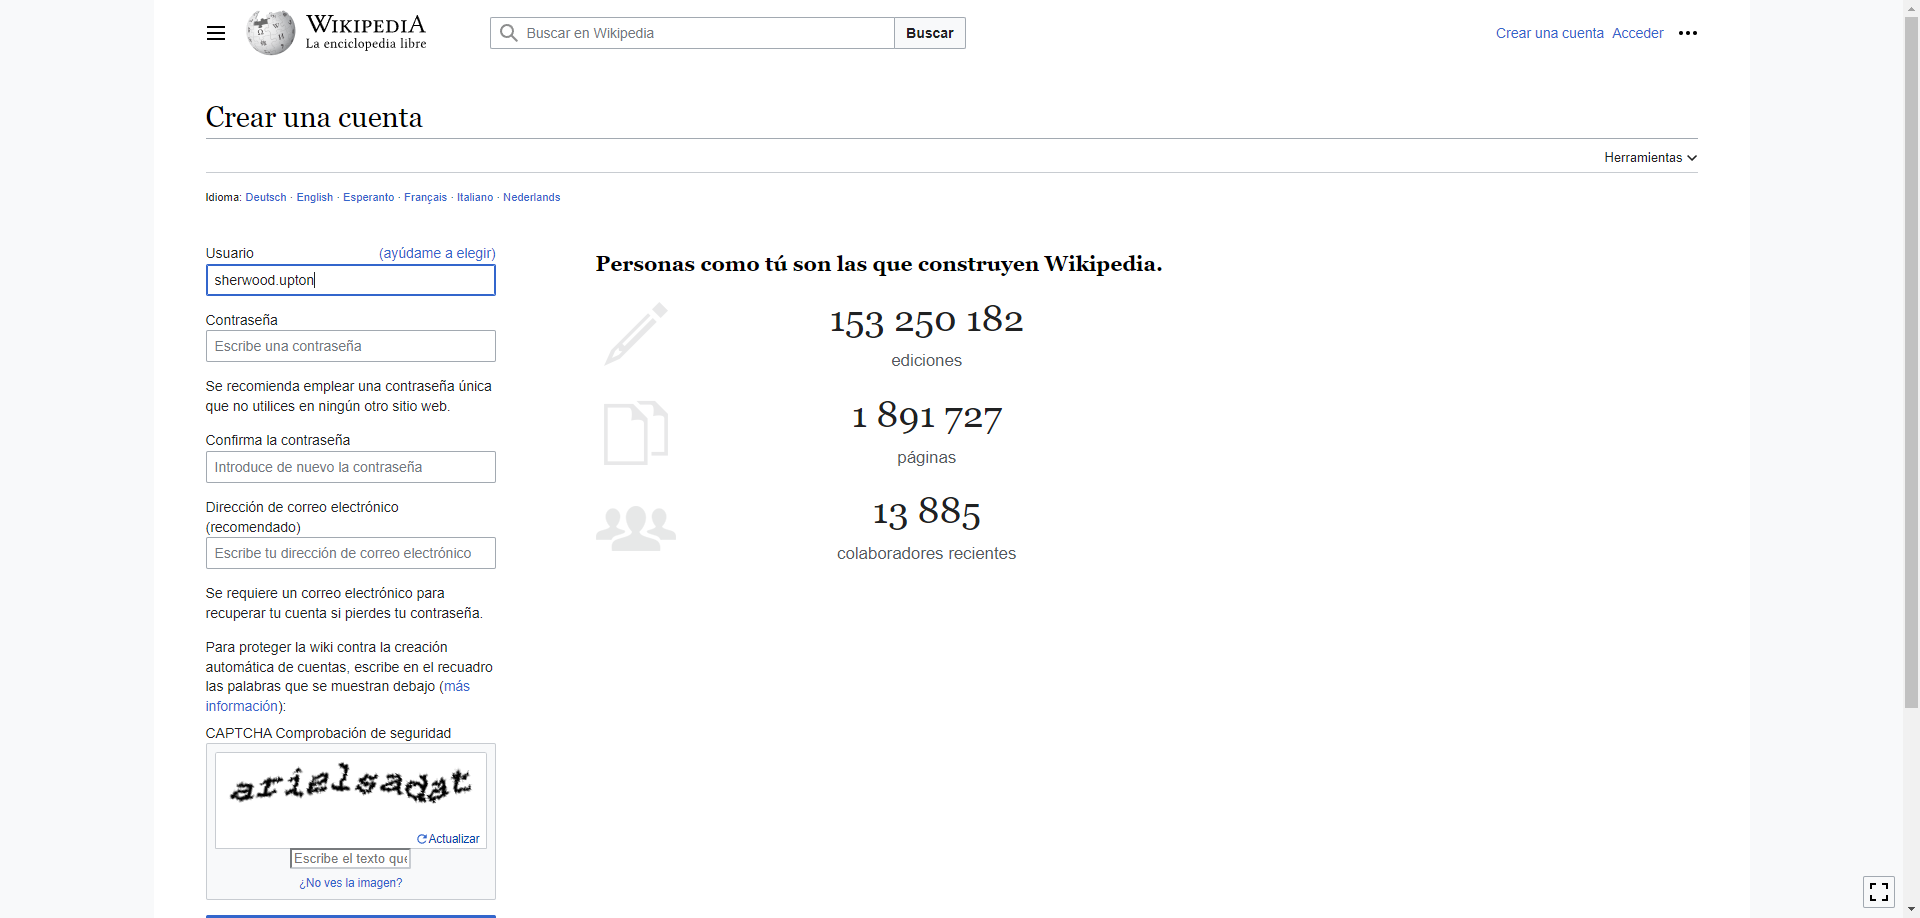 WIKIPEDIA
La enciclopedia libre
Buscar en Wikipedia
Buscar
Crear una cuenta Acceder
Crear una cuenta
Herramientas
Idioma: Deutsch · English · Esperanto · Français · Italiano · Nederlands
Usuario (ayúdame a elegir)
sherwood.upton
Contraseña
Escribe una contraseña
Se recomienda emplear una contraseña única
que no utilices en ningún otro sitio web.
Confirma la contraseña
Introduce de nuevo la contraseña
Dirección de correo electrónico
(recomendado)
Escribe tu dirección de correo electrónico
Se requiere un correo electrónico para
recuperar tu cuenta si pierdes tu contraseña.
Para proteger la wiki contra la creación
automática de cuentas, escribe en el recuadro
las palabras que se muestran debajo (más
información):
CAPTCHA Comprobación de seguridad
arielsadat
Actualizar
Escribe el texto que
¿No ves la imagen?
Personas como tú son las que construyen Wikipedia.
153 250 182
ediciones
1 891 727
páginas
13 885
colaboradores recientes